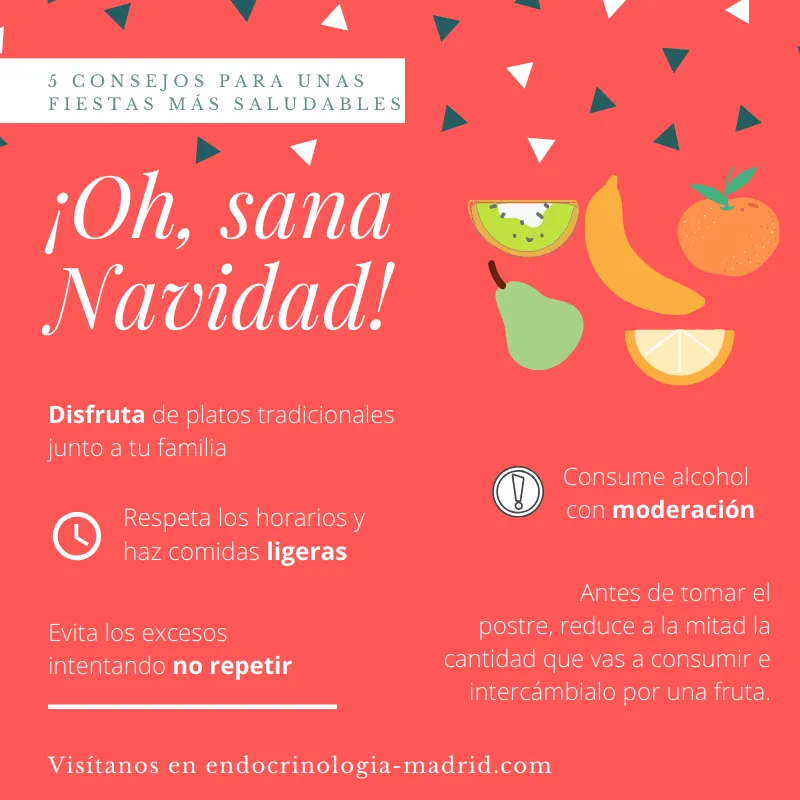 5 CONSEJOS PARA UNAS
FIESTAS MÁS SALUDABLES
¡Oh, sana
Navidad!
Disfruta de platos tradicionales
junto a tu familia
Respeta los horarios y
haz comidas ligeras
Evita los excesos
intentando no repetir
Consume alcohol
con moderación
Antes de tomar el
postre, reduce a la mitad la
cantidad que vas a consumir e
intercámbialo por una fruta.
Visítanos en endocrinologia-madrid.com